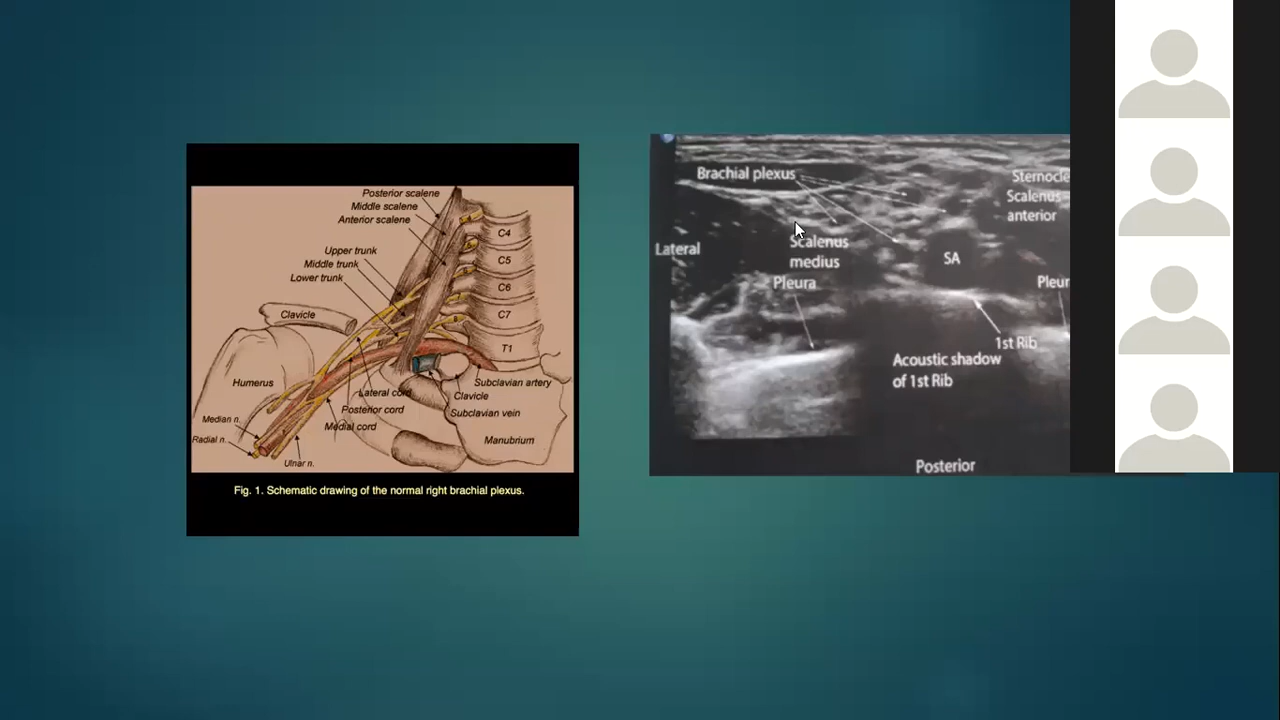 Posterior scalene
Middle scalene
Anterior scalene
Upper trunk
Middle trunk
Lower trunk
Clavicle
Humerus
Median n.
Radial n.
Ulnar n.
C4
C5
C6
C7
8
T1
Lateral cord
Posterior cord
Medial cord
Subclavian artery
Clavicle
Subclavian vein
Manubrium
Fig. 1. Schematic drawing of the normal right brachial plexus.
Brachial plexus
Sternocle
Scalenus
anterior
Lateral
Scalenus
medius
SA
Pleura
Pleur
1st Rib
Acoustic shadow
of 1st Rib
Posterior